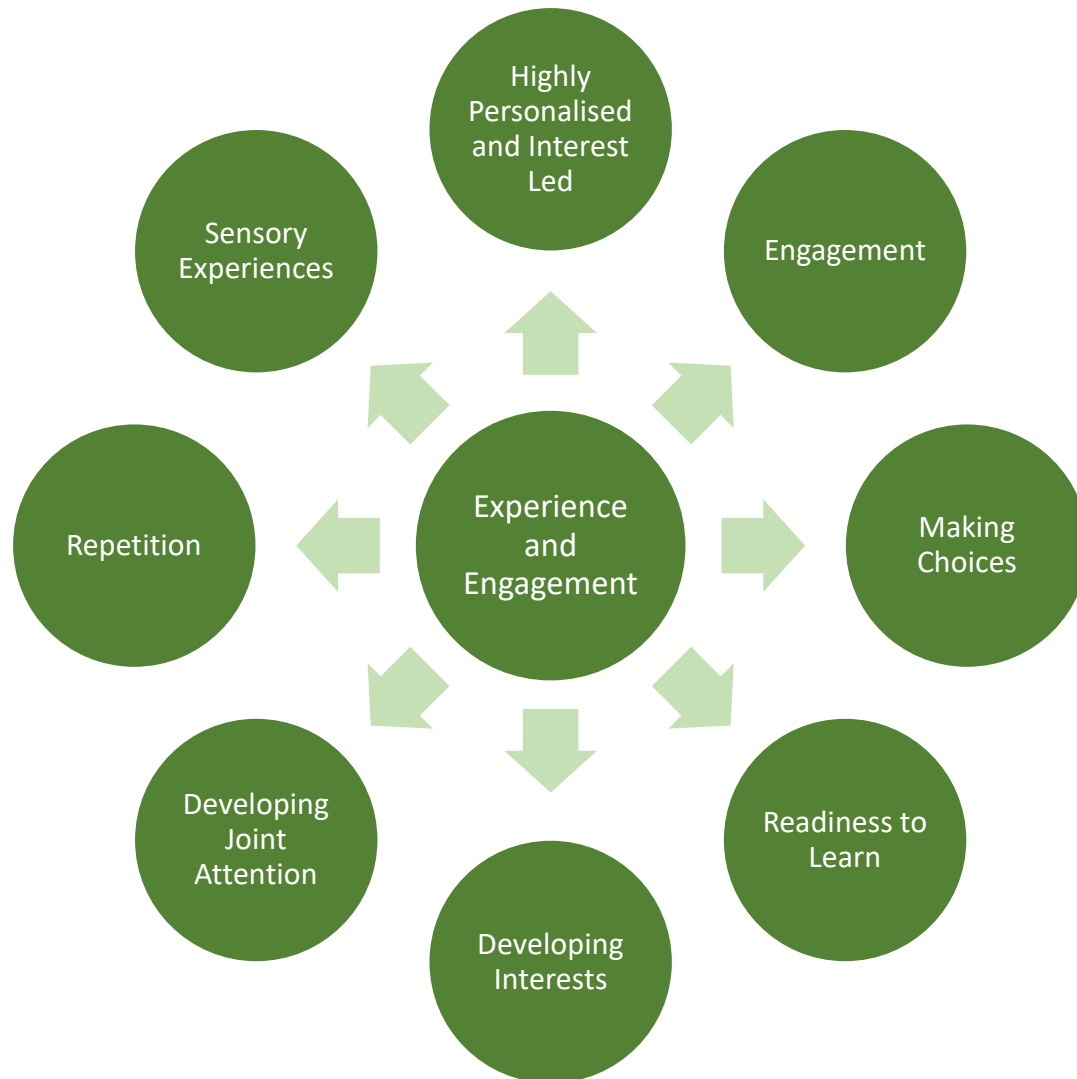 Highly
Personalised
and Interest
Led
Engagement
Making
Choices
Readiness to
Learn
Developing
Interests
Developing
Joint
Attention
Repetition
Sensory
Experiences
Experience
and
Engagement